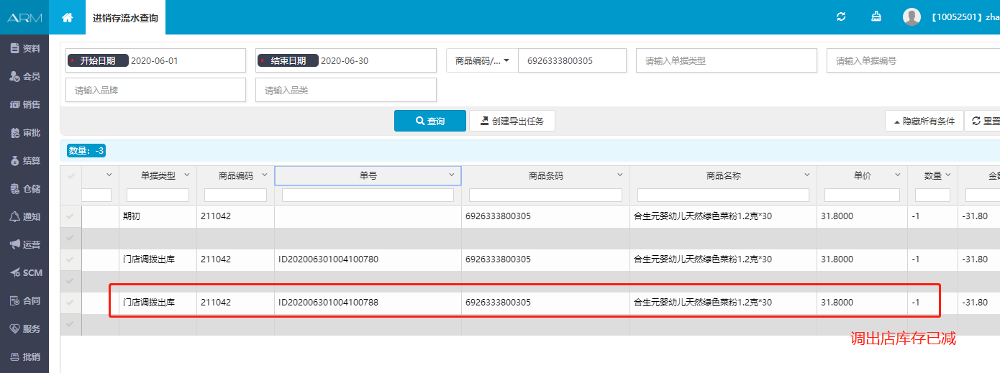 ARM
进销存流水查询
【10052501】zha
资料
会员
销售
审批
结算
仓储
通知
运营
SCM
合同
服务
批销
* 开始日期 2020-06-01 * 结束日期 2020-06-30 商品编码/... 6926333800305 请输入单据类型 请输入单据编号
请输入品牌 请输入品类
查询 创建导出任务 隐藏所有条件 重置
数量：-3
单据类型 商品编码 单号 商品条码 商品名称 单价 数量 金额
期初 211042 6926333800305 合生元婴幼儿天然绿色菜粉1.2克*30 31.8000 -1 -31.80
门店调拨出库 211042 ID202006301004100780 6926333800305 合生元婴幼儿天然绿色菜粉1.2克*30 31.8000 -1 -31.80
门店调拨出库 211042 ID202006301004100788 6926333800305 合生元婴幼儿天然绿色菜粉1.2克*30 31.8000 -1 -31.80
调出店库存已减